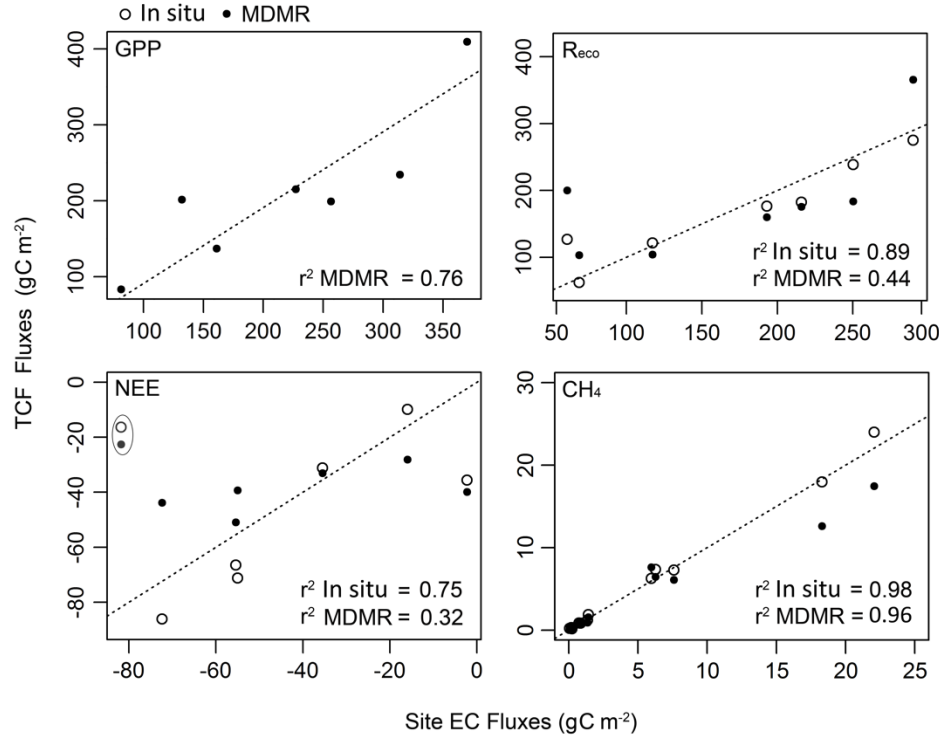 ○ In situ ● MDMR
GPP
400
300
200
100
r² MDMR = 0.76
100 150 200 250 300 350
Reco
400
300
200
100
r² In situ = 0.89
r² MDMR = 0.44
50 100 200 250 300
TCF Fluxes (gC m⁻²)
NEE
0
-20
-40
-60
-80
r² In situ = 0.75
r² MDMR = 0.32
-80 -60 -40 -20 0
CH₄
30
20
10
0
r² In situ = 0.98
r² MDMR = 0.96
0 5 10 15 20 25
Site EC Fluxes (gC m⁻²)